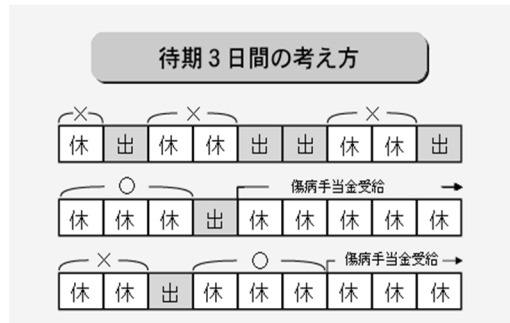 待期3日間の考え方
× × ×
休 出 休 休 出 出 休 休 出
○ 傷病手当金受給
休 休 休 出 休 休 休 休 休
× ○ 傷病手当金受給
休 休 出 休 休 休 休 休 休